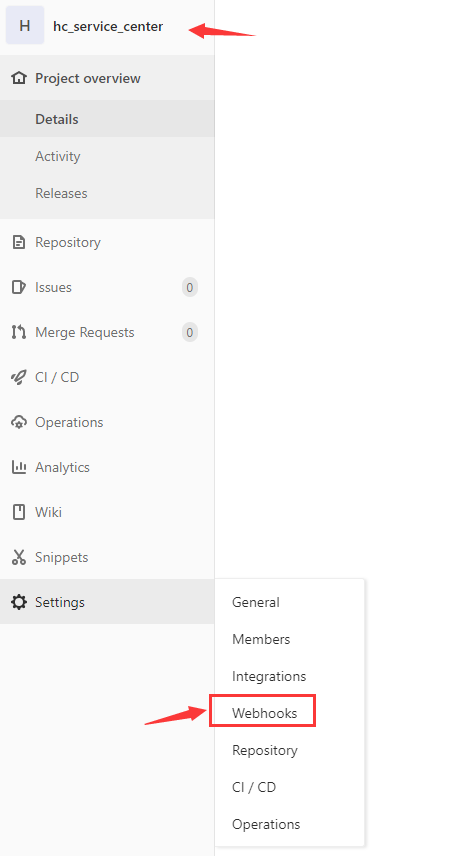 H hc_service_center
Project overview
Details
Activity
Releases
Repository
Issues 0
Merge Requests 0
CI / CD
Operations
Analytics
Wiki
Snippets
Settings
General
Members
Integrations
Webhooks
Repository
CI / CD
Operations